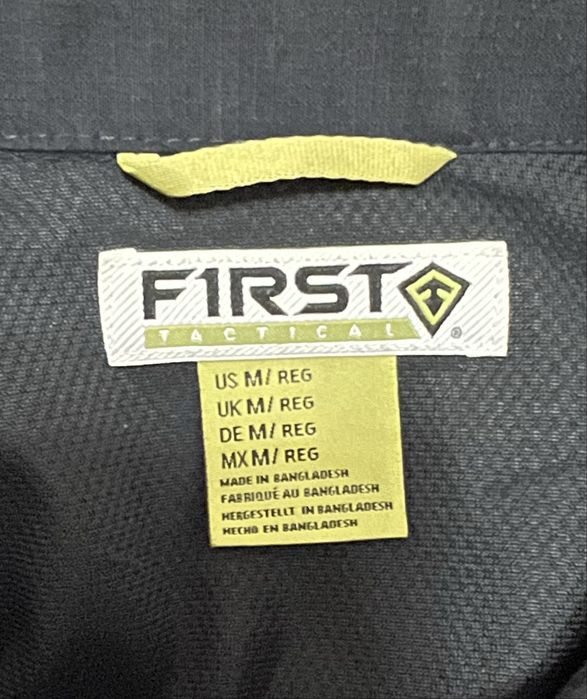 F1RST
TACTICAL
®
US M/ REG
UK M/ REG
DE M/ REG
MX M/ REG
MADE IN BANGLADESH
FABRIQUÉ AU BANGLADESH
HERGESTELLT IN BANGLADESH
HECHO EN BANGLADESH